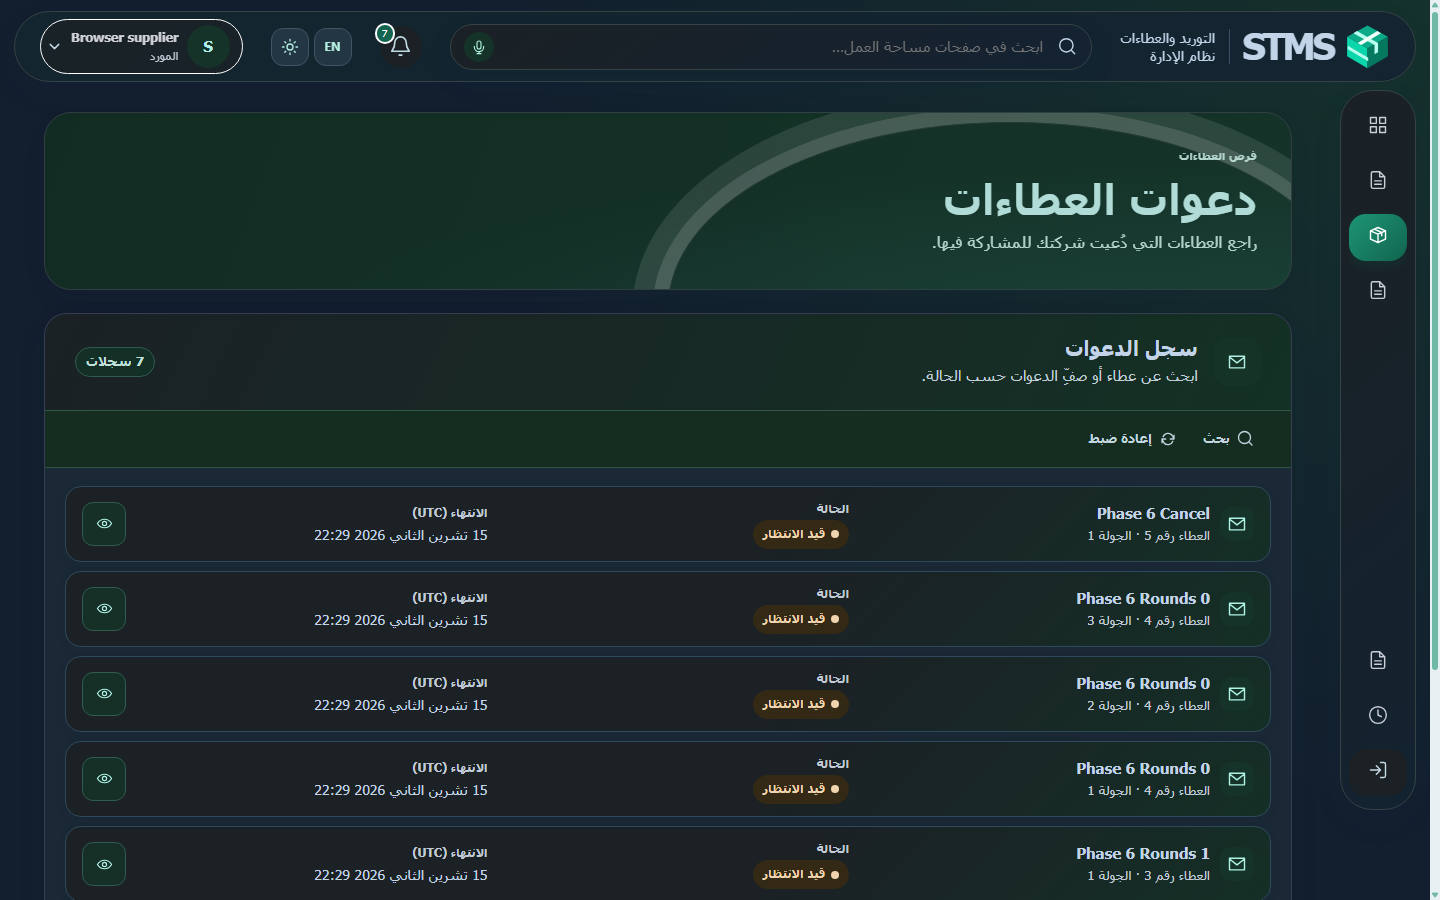 STMS
التوريد والعطاءات
نظام الإدارة
ابحث في صفحات مساحة العمل...
7
EN
S
Browser supplier
المورد
فرص العطاءات
دعوات العطاءات
راجع العطاءات التي دُعيت شركتك للمشاركة فيها.
سجل الدعوات
ابحث عن عطاء أو صفِّ الدعوات حسب الحالة.
7 سجلات
بحث
إعادة ضبط
Phase 6 Cancel
العطاء رقم 5 · الجولة 1
الحالة
قيد الانتظار
الانتهاء (UTC)
15 تشرين الثاني 2026 22:29
Phase 6 Rounds 0
العطاء رقم 4 · الجولة 3
الحالة
قيد الانتظار
الانتهاء (UTC)
15 تشرين الثاني 2026 22:29
Phase 6 Rounds 0
العطاء رقم 4 · الجولة 2
الحالة
قيد الانتظار
الانتهاء (UTC)
15 تشرين الثاني 2026 22:29
Phase 6 Rounds 0
العطاء رقم 4 · الجولة 1
الحالة
قيد الانتظار
الانتهاء (UTC)
15 تشرين الثاني 2026 22:29
Phase 6 Rounds 1
العطاء رقم 3 · الجولة 1
الحالة
قيد الانتظار
الانتهاء (UTC)
15 تشرين الثاني 2026 22:29